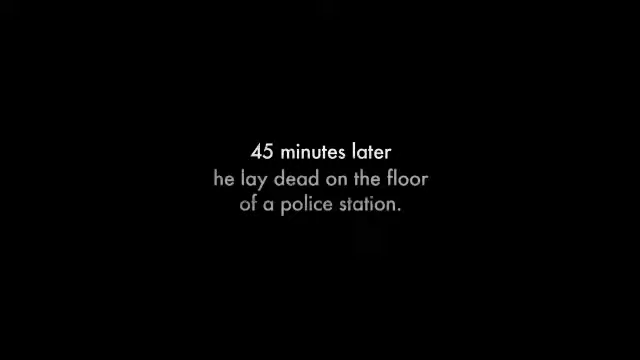 45 minutes later
he lay dead on the floor
of a police station.